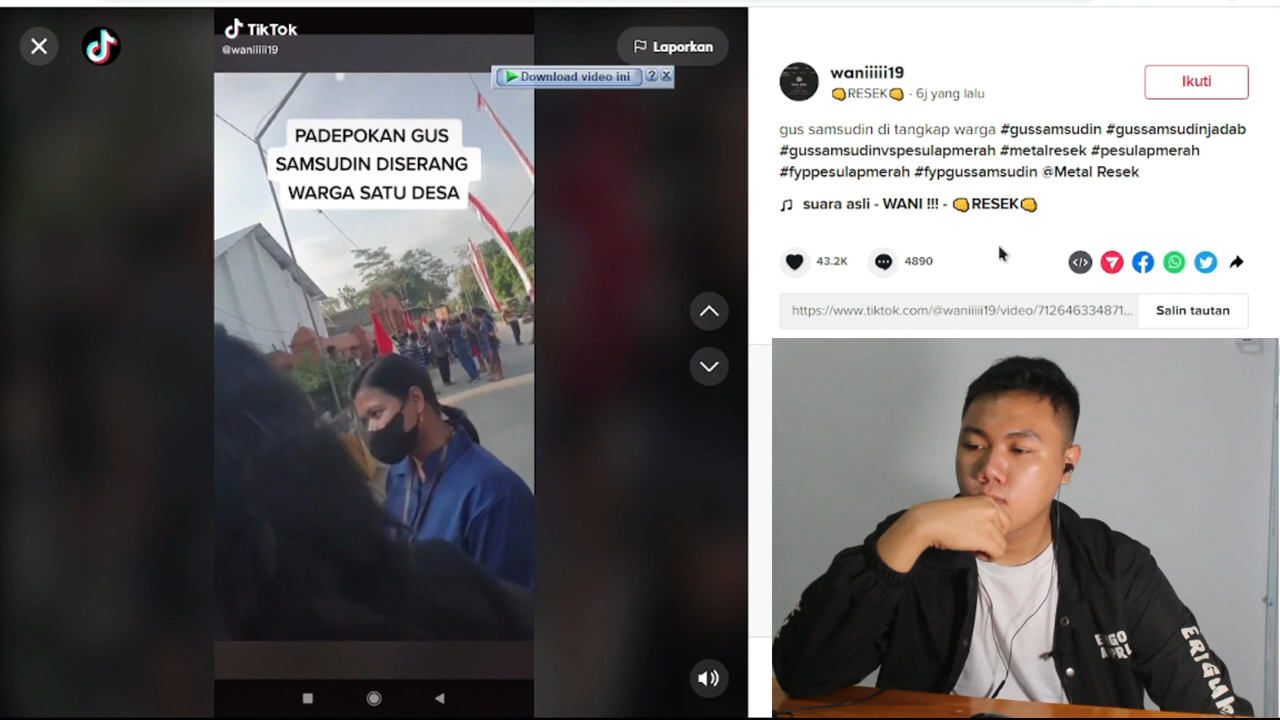 TikTok
@waniiiii19
Laporkan
Download video ini
?
X
PADEPOKAN GUS
SAMSUDIN DISERANG
WARGA SATU DESA
waniiiii19
👊RESEK👊 · 6j yang lalu
Ikuti
gus samsudin di tangkap warga #gussamsudin #gussamsudinjadab
#gussamsudinvspesulapmerah #metalresek #pesulapmerah
#fyppesulapmerah #fypgussamsudin @Metal Resek
suara asli - WANI !!! - 👊RESEK👊
43.2K
4890
https://www.tiktok.com/@waniiiii19/video/712646334871...
Salin tautan